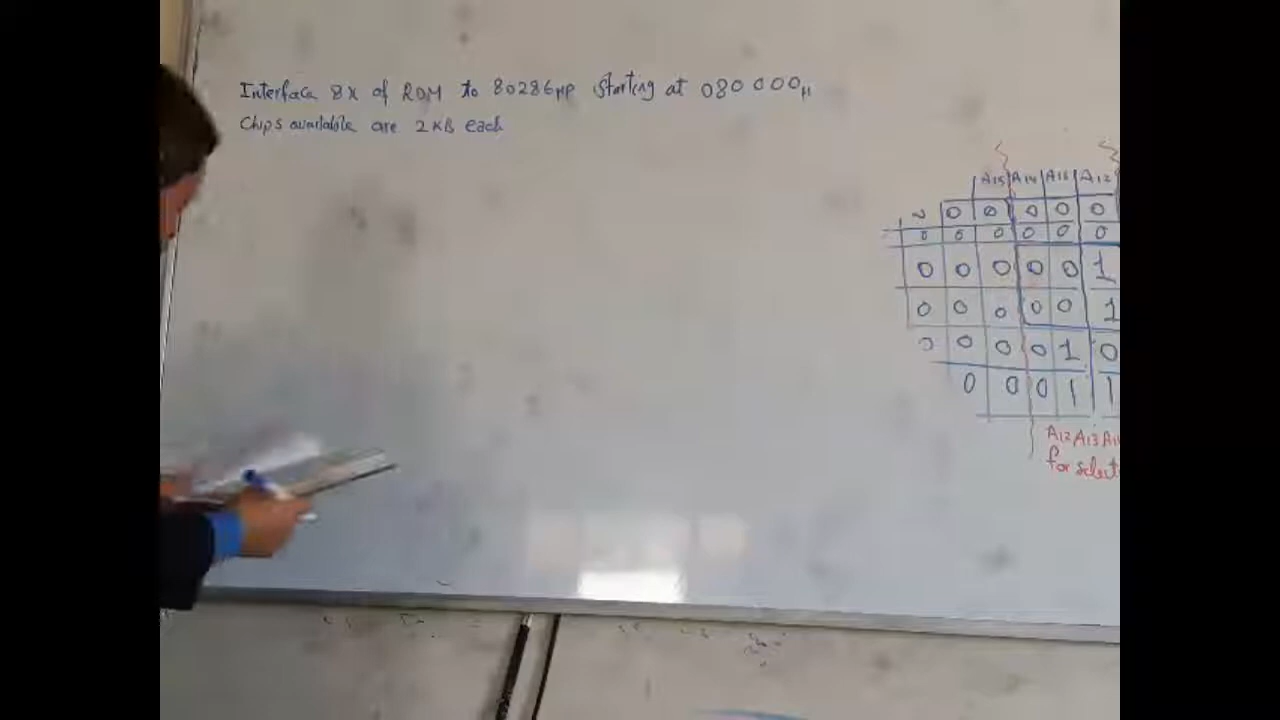 Interface 8K of ROM to 80286μp starting at 080000H
Chips available are 2KB each
A15 A14 A13 A12
0 0 0 0 0
0 0 0 0 0 0
0 0 0 0 0 1
0 0 0 0 0 1
0 0 0 0 1 0
0 0 0 1 1
A12 A13 A1
for select